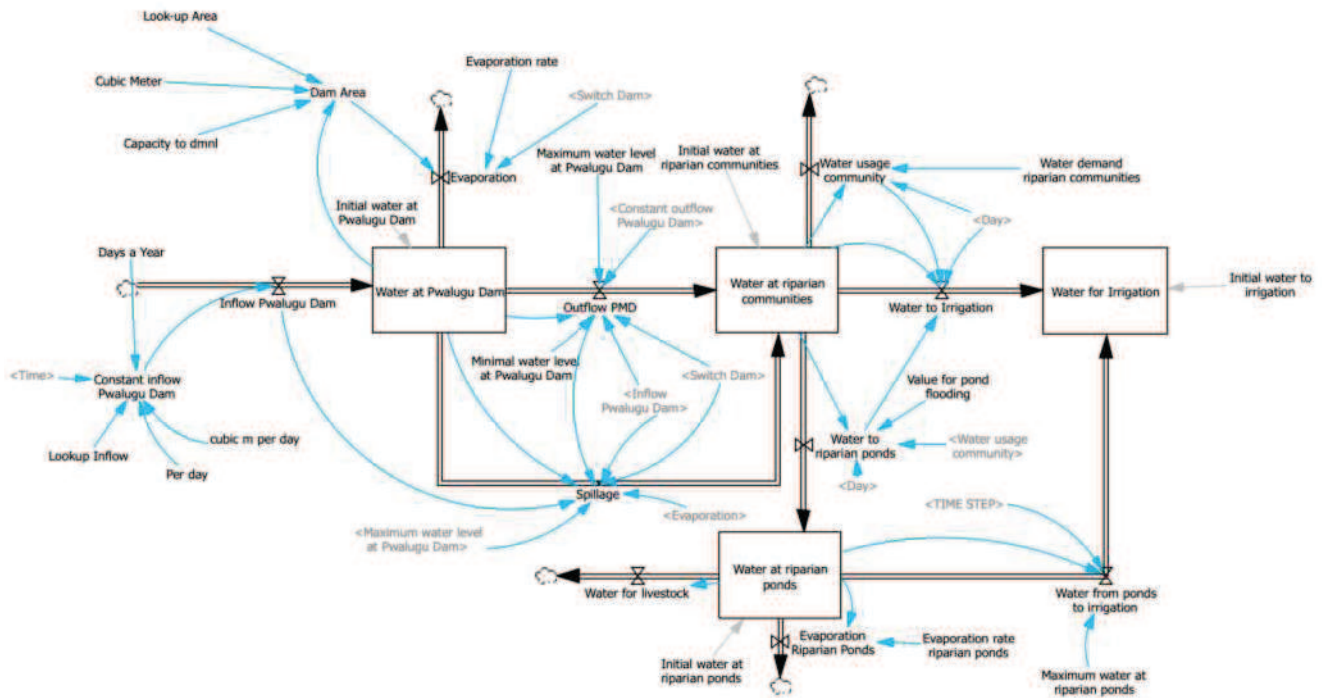 Look-up Area
Cubic Meter
Dam Area
Capacity to dmnl
Evaporation rate
<Switch Dam>
Evaporation
Initial water at
Pwalugu Dam
Maximum water level
at Pwalugu Dam
<Constant outflow
Pwalugu Dam>
Initial water at
riparian communities
Water usage
community
Water demand
riparian communities
<Day>
Days a Year
Inflow Pwalugu Dam
Water at Pwalugu Dam
Outflow PMD
Water at riparian
communities
Water to Irrigation
Water for Irrigation
Initial water to
irrigation
<Time>
Constant inflow
Pwalugu Dam
Lookup Inflow
Per day
cubic m per day
Minimal water level
at Pwalugu Dam
<Inflow
Pwalugu Dam>
<Switch Dam>
Value for pond
flooding
Water to
riparian ponds
<Water usage
community>
<Day>
Spillage
<Maximum water level
at Pwalugu Dam>
<Evaporation>
<TIME STEP>
Water at riparian
ponds
Water for livestock
Water from ponds
to irrigation
Evaporation
Riparian Ponds
Evaporation rate
riparian ponds
Initial water at
riparian ponds
Maximum water at
riparian ponds